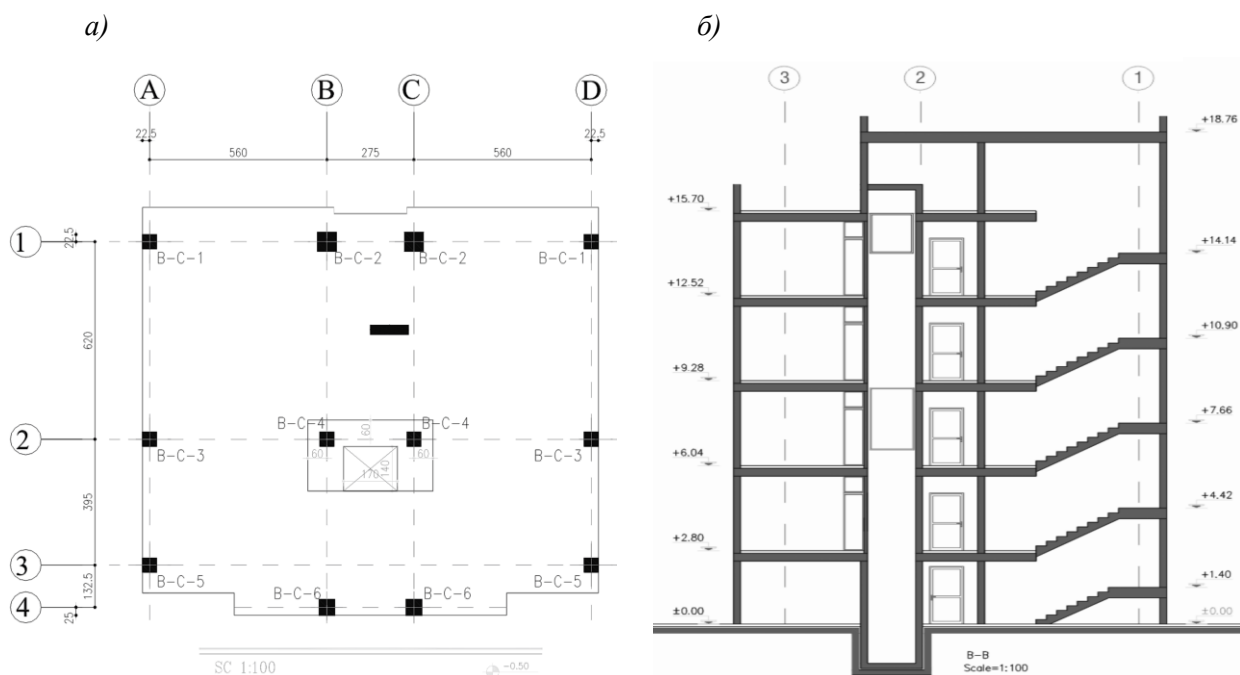 а)
б)
A
B
C
D
22.5
22.5
560
275
560
1
22.5
B-C-1
B-C-2
B-C-2
B-C-1
620
B-C-4
B-C-4
60
2
B-C-3
60
170
140
60
B-C-3
395
3
B-C-5
B-C-5
132.5
B-C-6
B-C-6
4
25
SC 1:100
-0.50
3
2
1
+18.76
+15.70
+14.14
+12.52
+10.90
+9.28
+7.66
+6.04
+4.42
+2.80
+1.40
±0.00
±0.00
B-B
Scale=1:100